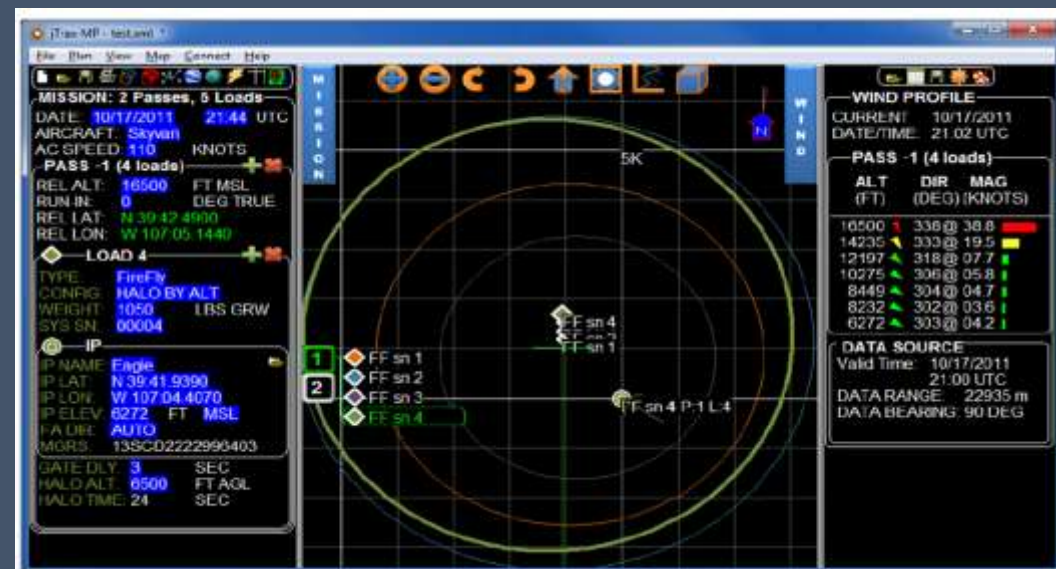 jTrax MP - test.xml *
File Plan View Map Connect Help
MISSION: 2 Passes, 5 Loads
DATE: 10/17/2011 21:44 UTC
AIRCRAFT: Skyvan
AC SPEED: 110 KNOTS
PASS -1 (4 loads)
REL ALT: 16500 FT MSL
RUN-IN: 0 DEG TRUE
REL LAT: N 39:42.4900
REL LON: W 107:05.1440
LOAD 4
TYPE: FireFly
CONFIG: HALO BY ALT
WEIGHT: 1050 LBS GRW
SYS SN: 00004
IP
IP NAME: Eagle
IP LAT: N 39:41.9390
IP LON: W 107:04.4070
IP ELEV: 6272 FT MSL
FA DIR: AUTO
MGRS: 13SCD2222996403
GATE DLY: 3 SEC
HALO ALT: 6500 FT AGL
HALO TIME: 24 SEC
MISSION
5K
N
FF sn 4
FF sn 1
1 FF sn 1
2 FF sn 2
FF sn 3
FF sn 4
FF sn 4 P:1 L:4
WIND
WIND PROFILE
CURRENT 10/17/2011
DATE/TIME: 21:02 UTC
PASS -1 (4 loads)
ALT DIR MAG
(FT) (DEG) (KNOTS)
16500 336@ 38.8
14235 333@ 19.5
12197 318@ 07.7
10275 306@ 05.8
8449 304@ 04.7
8232 302@ 03.6
6272 303@ 04.2
DATA SOURCE
Valid Time: 10/17/2011
21:00 UTC
DATA RANGE: 22935 m
DATA BEARING: 90 DEG